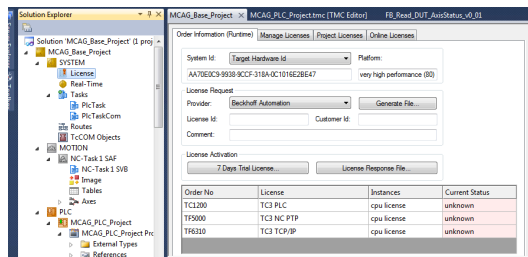 Solution Explorer
Solution 'MCAG_Base_Project' (1 proj
MCAG_Base_Project
SYSTEM
License
Real-Time
Tasks
PlcTask
PlcTaskCom
Routes
TcCOM Objects
MOTION
NC-Task 1 SAF
NC-Task 1 SVB
Image
Tables
Axes
PLC
MCAG_PLC_Project
MCAG_PLC_Project Prc
External Types
References
MCAG_Base_Project MCAG_PLC_Project.tmc [TMC Editor] FB_Read_DUT_AxisStatus_v0_01
Order Information (Runtime) Manage Licenses Project Licenses Online Licenses
System Id: Target Hardware Id Platform:
AA70E0C9-9938-9CCF-318A-0C1016E2BE47 very high performance (80)
License Request
Provider: Beckhoff Automation Generate File...
License Id: Customer Id:
Comment:
License Activation
7 Days Trial License... License Response File...
Order No License Instances Current Status
TC1200 TC3 PLC cpu license unknown
TF5000 TC3 NC PTP cpu license unknown
TF6310 TC3 TCP/IP cpu license unknown